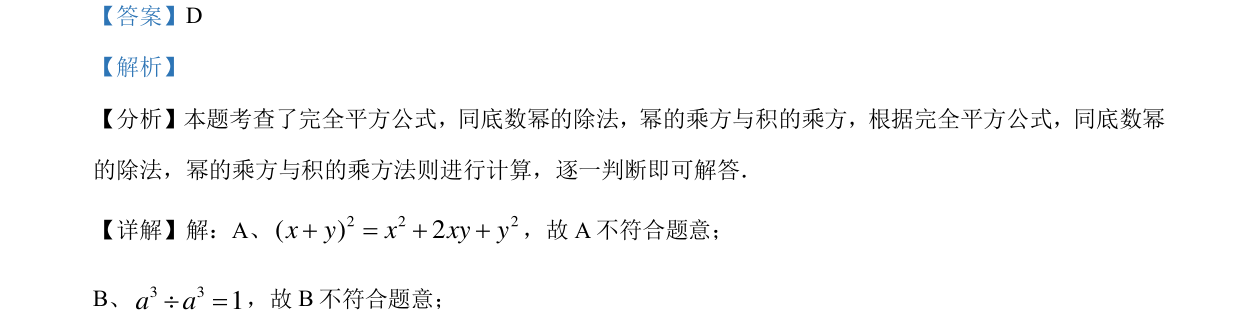 【答案】D
【解析】
【分析】本题考查了完全平方公式，同底数幂的除法，幂的乘方与积的乘方，根据完全平方公式，同底数幂
的除法，幂的乘方与积的乘方法则进行计算，逐一判断即可解答．
【详解】解：A、(x+y)²=x²+2xy+y²，故 A 不符合题意；
B、a³÷a³=1，故 B 不符合题意；